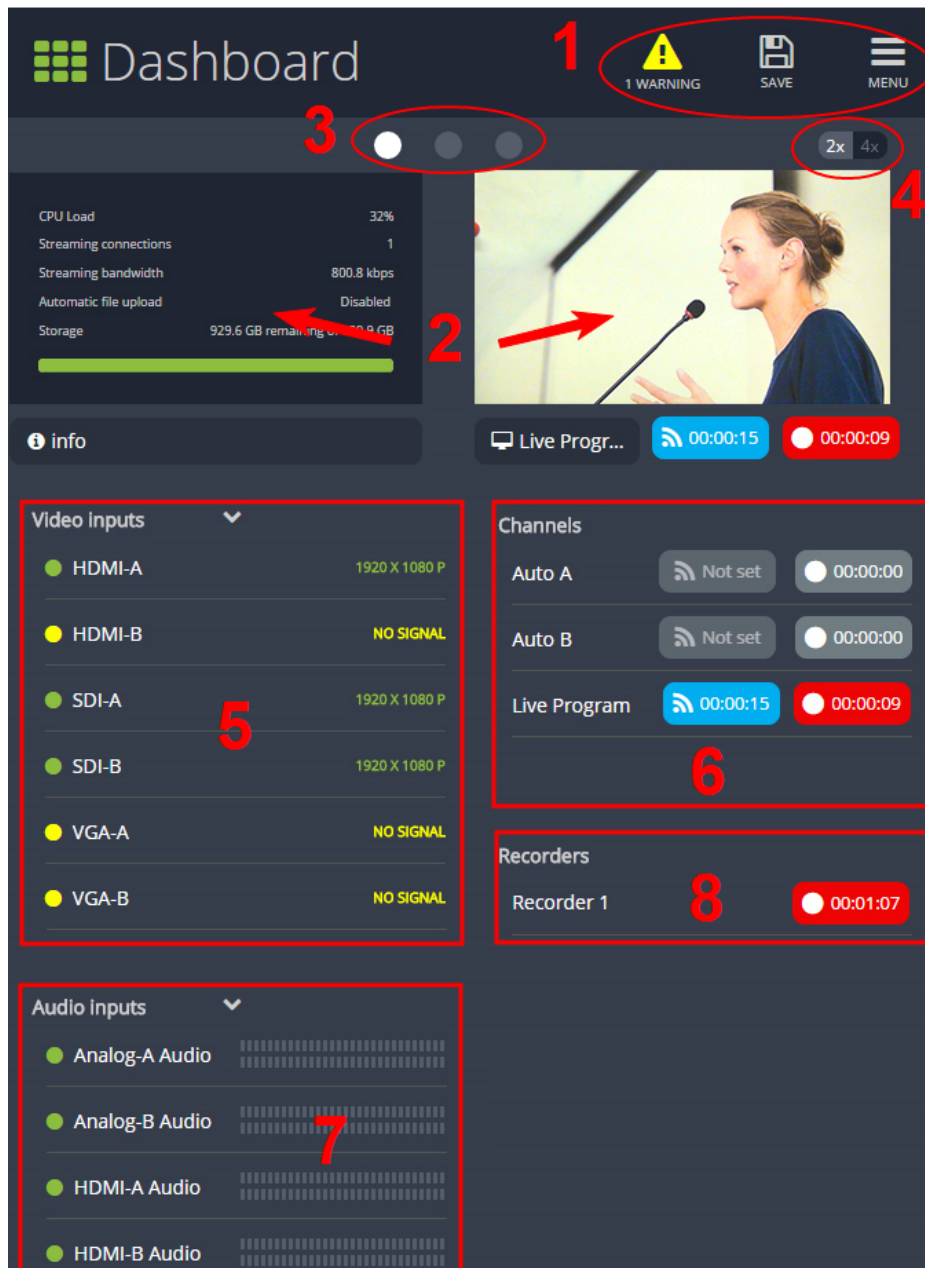 Dashboard
1
1 WARNING
SAVE
MENU
3
2x 4x
4
CPU Load 32%
Streaming connections 1
Streaming bandwidth 800.8 kbps
Automatic file upload Disabled
Storage 929.6 GB remaining GB
2
info
Live Progr... 00:00:15 00:00:09
Video inputs
HDMI-A 1920 X 1080 P
HDMI-B NO SIGNAL
SDI-A 1920 X 1080 P
5
SDI-B 1920 X 1080 P
VGA-A NO SIGNAL
VGA-B NO SIGNAL
Channels
Auto A Not set 00:00:00
Auto B Not set 00:00:00
Live Program 00:00:15 00:00:09
6
Recorders
Recorder 1 8 00:01:07
Audio inputs
Analog-A Audio
Analog-B Audio
7
HDMI-A Audio
HDMI-B Audio